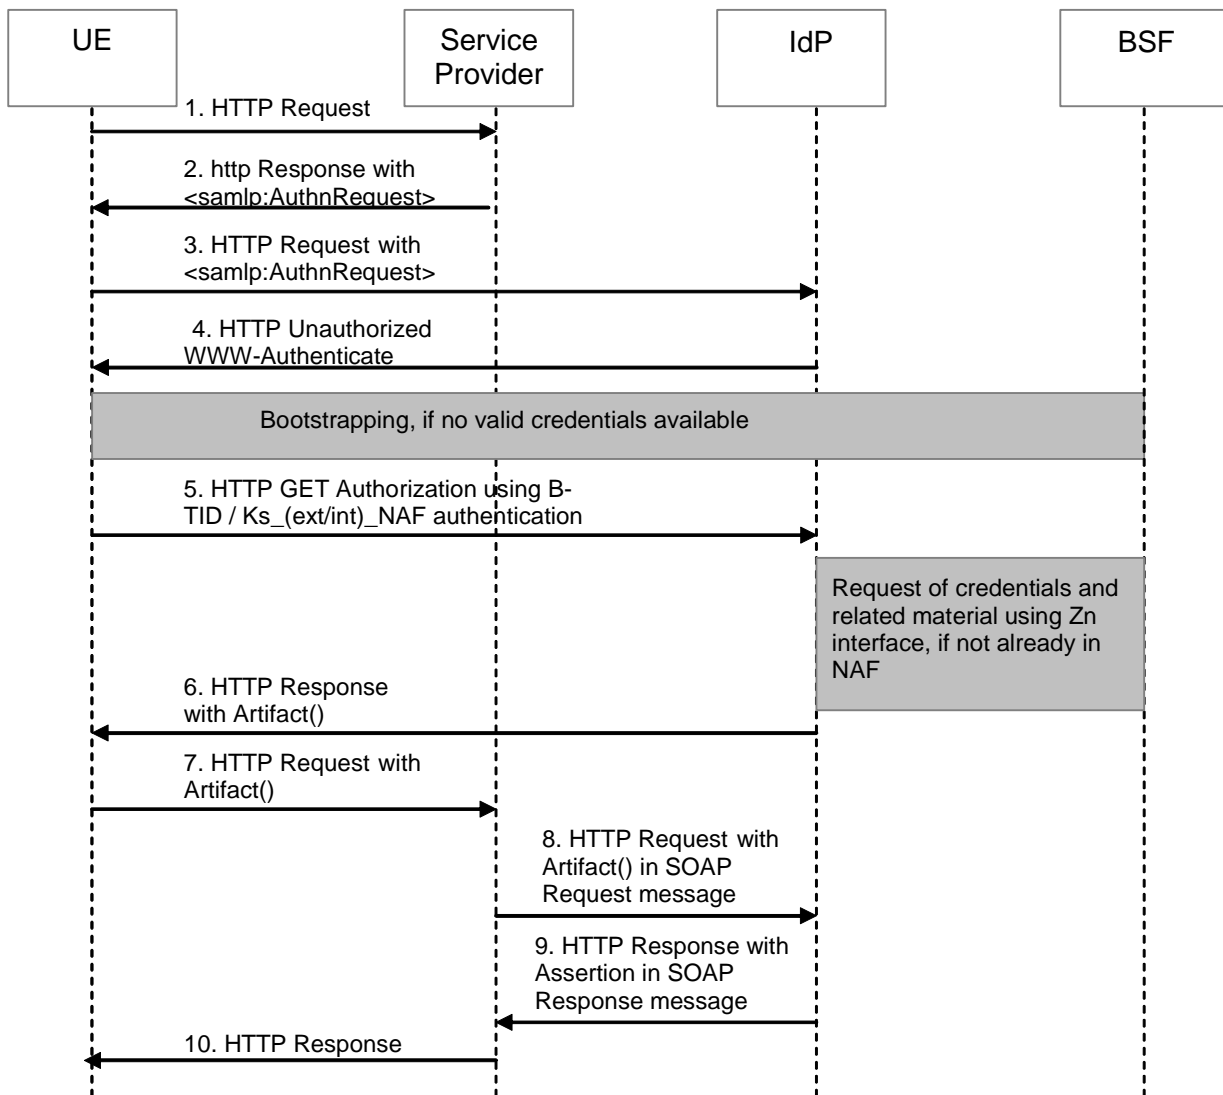 UE
Service
Provider
IdP
BSF
1. HTTP Request
2. http Response with
<samlp:AuthnRequest>
3. HTTP Request with
<samlp:AuthnRequest>
4. HTTP Unauthorized
WWW-Authenticate
Bootstrapping, if no valid credentials available
5. HTTP GET Authorization using B-
TID / Ks_(ext/int)_NAF authentication
Request of credentials and
related material using Zn
interface, if not already in
NAF
6. HTTP Response
with Artifact()
7. HTTP Request with
Artifact()
8. HTTP Request with
Artifact() in SOAP
Request message
9. HTTP Response with
Assertion in SOAP
Response message
10. HTTP Response